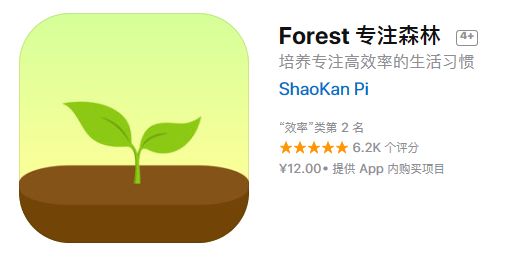 Forest 专注森林 4+
培养专注高效率的生活习惯
ShaoKan Pi
“效率”类第 2 名
★★★★★ 6.2K 个评分
¥12.00 • 提供 App 内购买项目